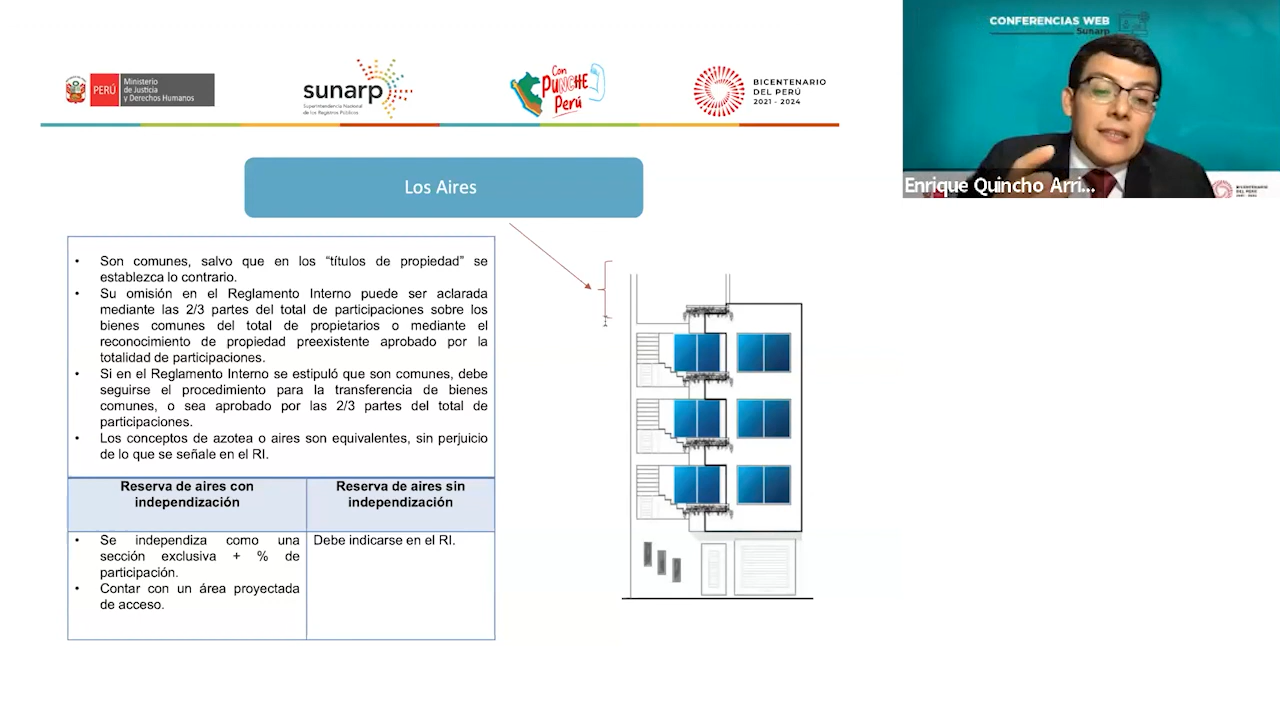 PERÚ
Ministerio
de Justicia
y Derechos Humanos
sunarp
Superintendencia Nacional
de los Registros Públicos
Con
PUNCHE
Perú
BICENTENARIO
DEL PERÚ
2021 - 2024
CONFERENCIAS WEB
Sunarp
Enrique Quincho Arri...
BICENTENARIO
DEL PERÚ
2021 - 2024
Los Aires
• Son comunes, salvo que en los “títulos de propiedad” se
establezca lo contrario.
• Su omisión en el Reglamento Interno puede ser aclarada
mediante las 2/3 partes del total de participaciones sobre los
bienes comunes del total de propietarios o mediante el
reconocimiento de propiedad preexistente aprobado por la
totalidad de participaciones.
• Si en el Reglamento Interno se estipuló que son comunes, debe
seguirse el procedimiento para la transferencia de bienes
comunes, o sea aprobado por las 2/3 partes del total de
participaciones.
• Los conceptos de azotea o aires son equivalentes, sin perjuicio
de lo que se señale en el RI.
Reserva de aires con
independización
Reserva de aires sin
independización
• Se independiza como una
sección exclusiva + % de
participación.
• Contar con un área proyectada
de acceso.
Debe indicarse en el RI.